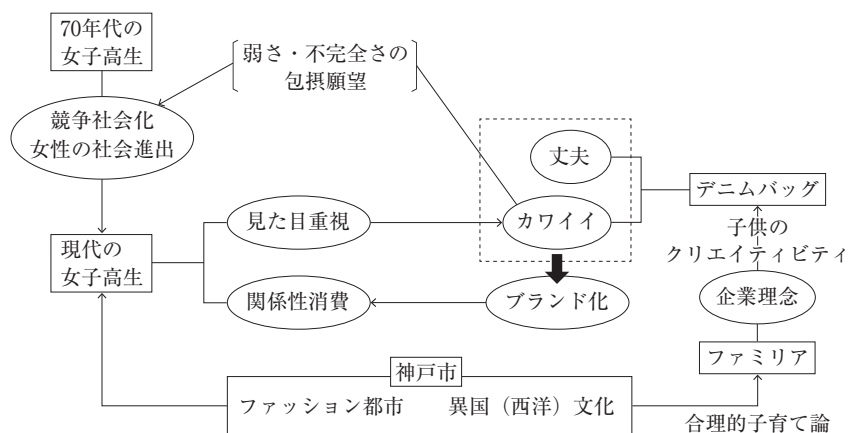 70年代の
女子高生
弱さ・不完全さの
包摂願望
競争社会化
女性の社会進出
丈夫
デニムバッグ
見た目重視
カワイイ
子供の
クリエイティビティ
現代の
女子高生
関係性消費
ブランド化
企業理念
ファミリア
神戸市
ファッション都市 異国（西洋）文化
合理的子育て論